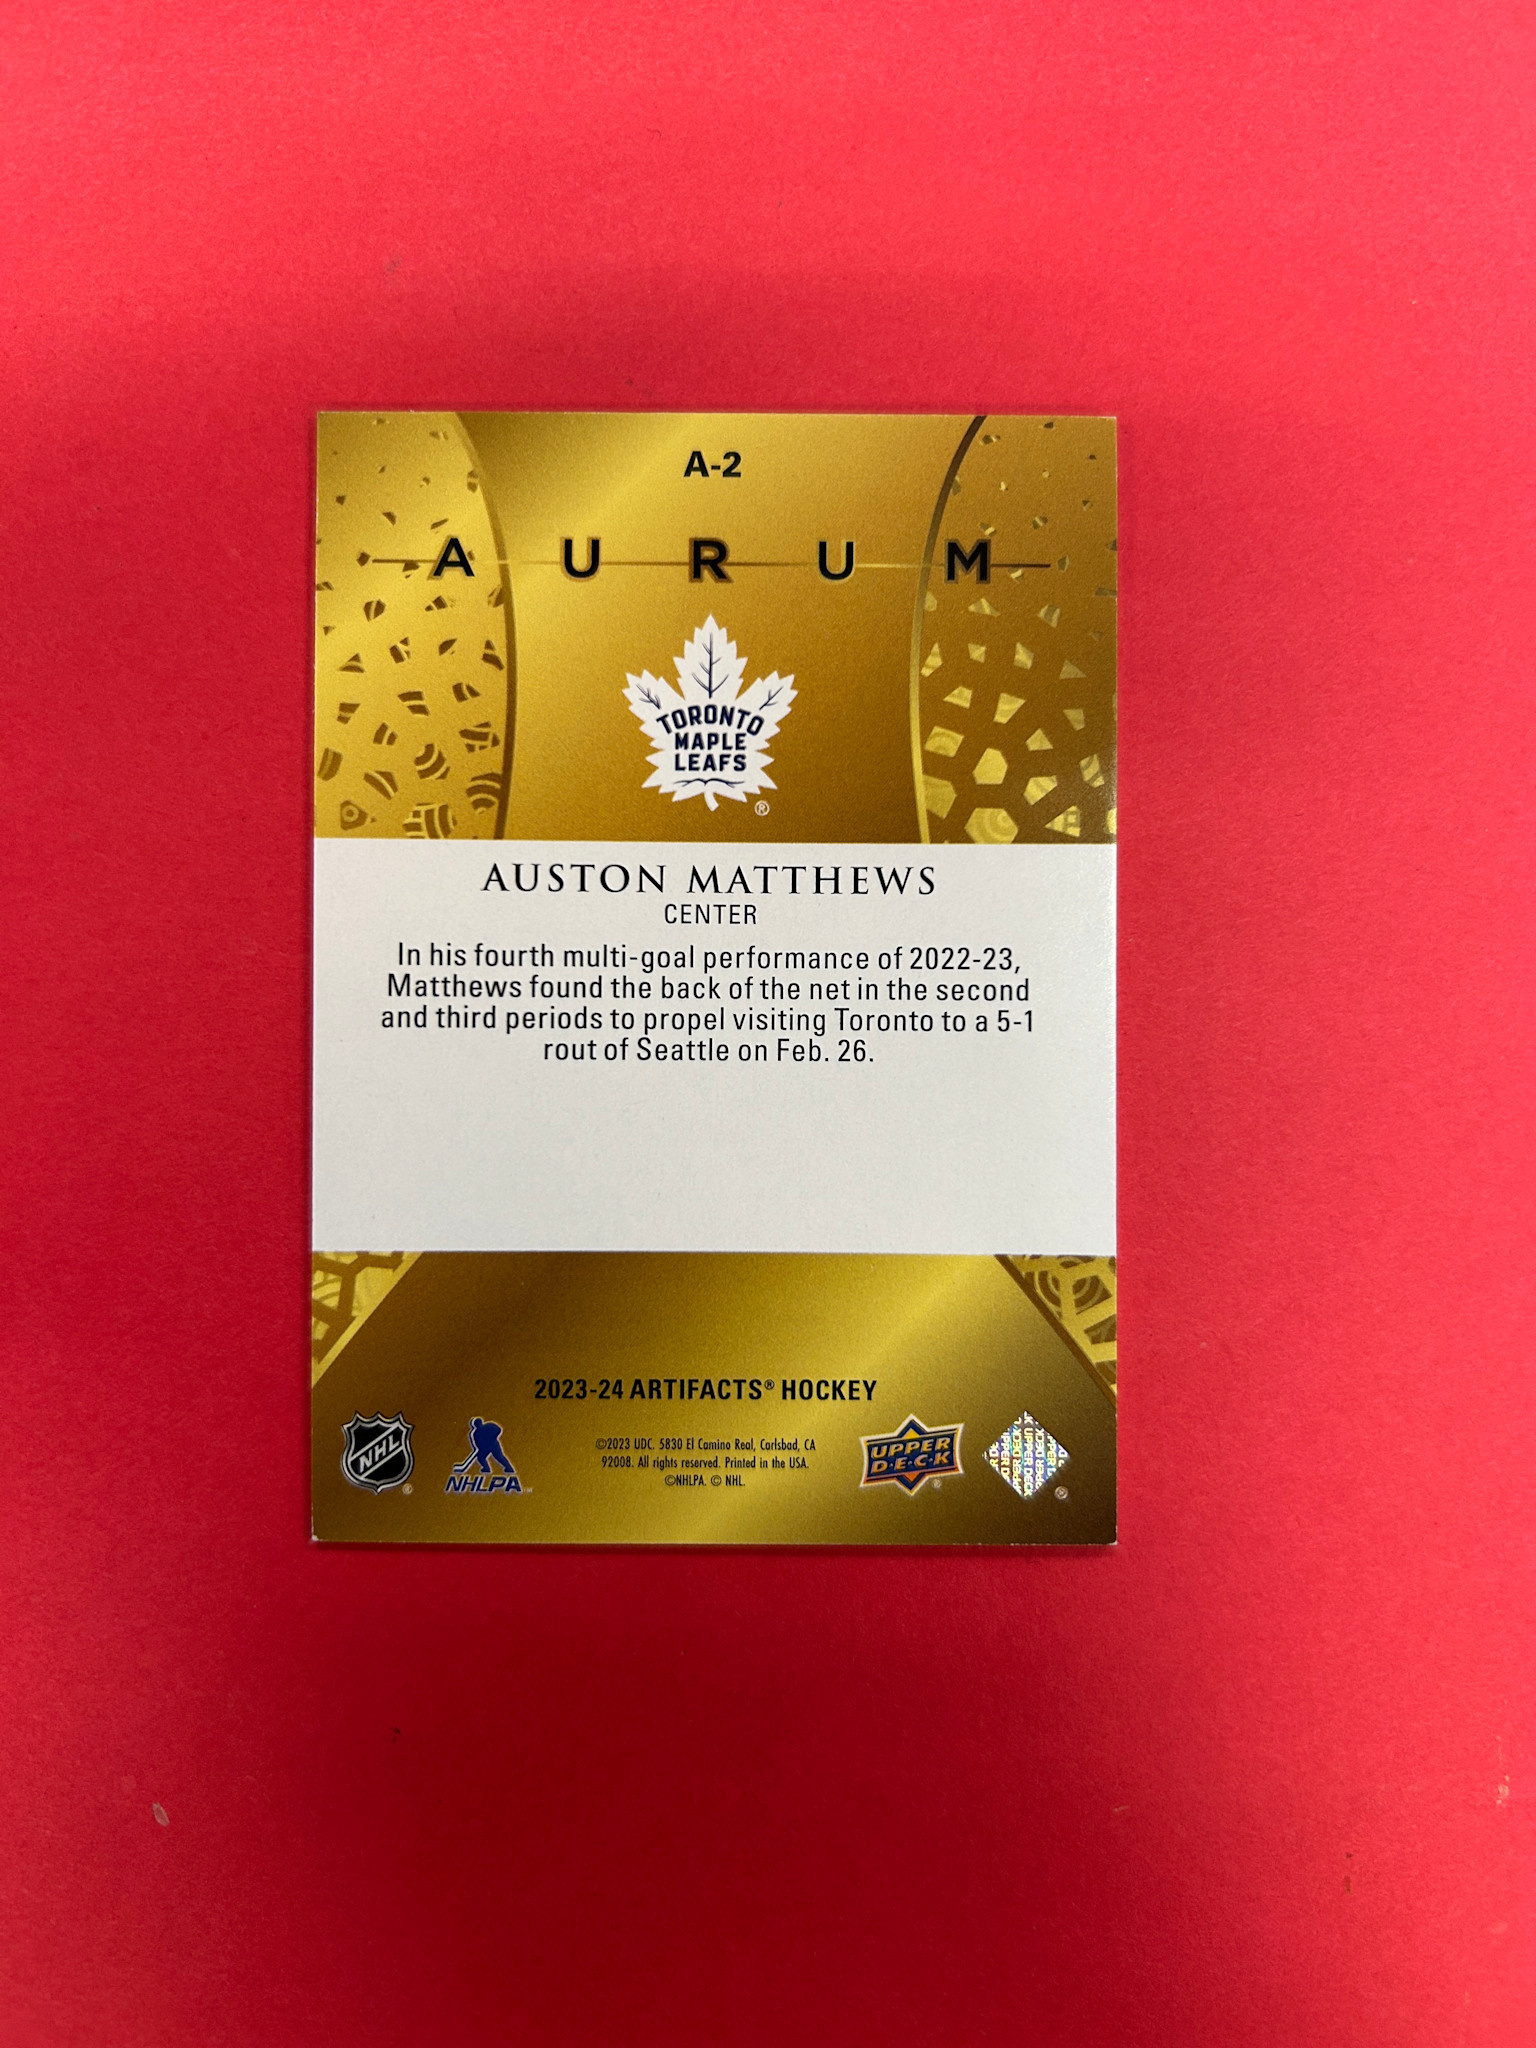 A-2
AURUM
TORONTO
MAPLE
LEAFS
®
AUSTON MATTHEWS
CENTER
In his fourth multi-goal performance of 2022-23,
Matthews found the back of the net in the second
and third periods to propel visiting Toronto to a 5-1
rout of Seattle on Feb. 26.
2023-24 ARTIFACTS® HOCKEY
NHL
®
NHLPA
©2023 UDC. 5830 El Camino Real, Carlsbad, CA
92008. All rights reserved. Printed in the USA.
©NHLPA. © NHL.
UPPER
D·E·C·K
®
UPPER DECK
®